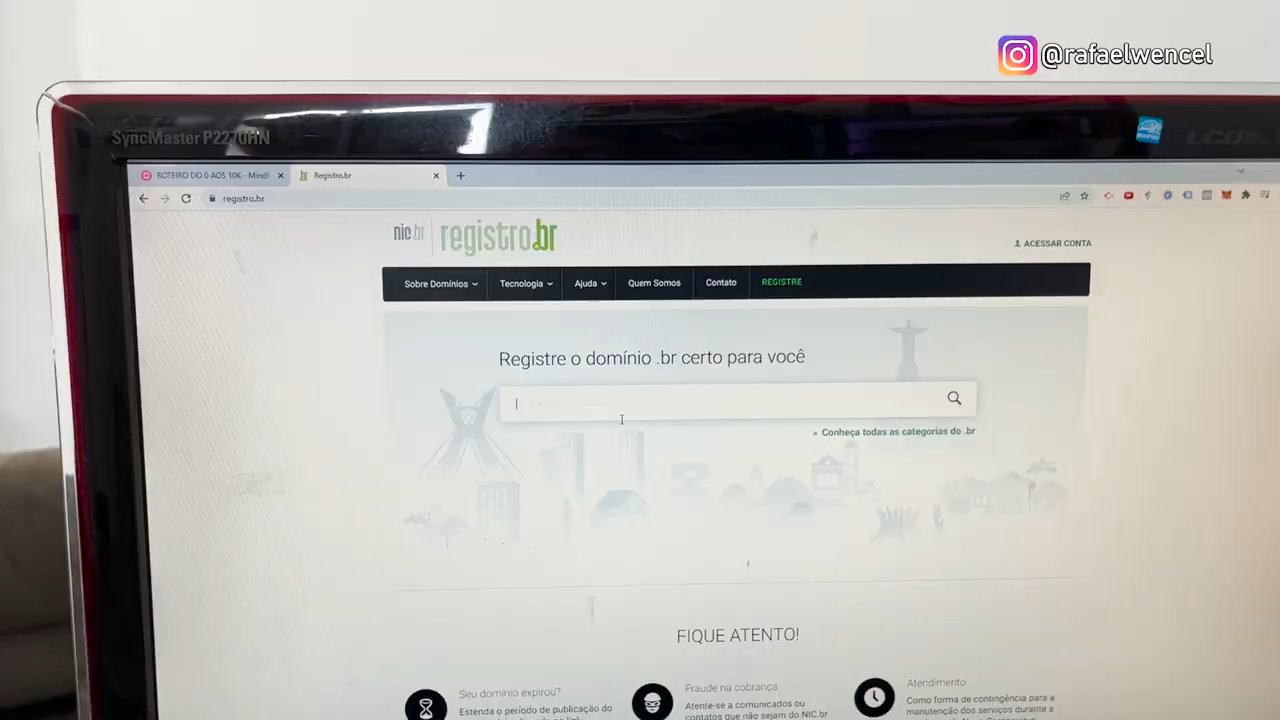 @rafaelwencel
SyncMaster P2270HN
ROTEIRO DO 0 AOS 10K - Mind
Registro.br
registro.br
nic.br
registro.br
ACESSAR CONTA
Sobre Domínios
Tecnologia
Ajuda
Quem Somos
Contato
REGISTRE
Registre o domínio .br certo para você
» Conheça todas as categorias do .br
FIQUE ATENTO!
Seu domínio expirou?
Estenda o período de publicação do
Fraude na cobrança
Atente-se a comunicados ou
contatos que não sejam do NIC.br
Atendimento
Como forma de contingência para a
manutenção dos serviços durante a